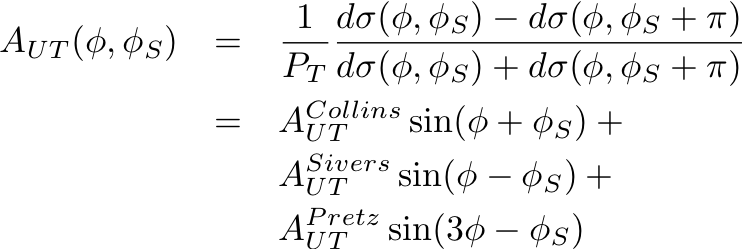 A_{UT}(\phi, \phi_S) = \frac{1}{P_T} \frac{d\sigma(\phi, \phi_S) - d\sigma(\phi, \phi_S + \pi)}{d\sigma(\phi, \phi_S) + d\sigma(\phi, \phi_S + \pi)}
= A_{UT}^{Collins} \sin(\phi + \phi_S) +
A_{UT}^{Sivers} \sin(\phi - \phi_S) +
A_{UT}^{Pretz} \sin(3\phi - \phi_S)